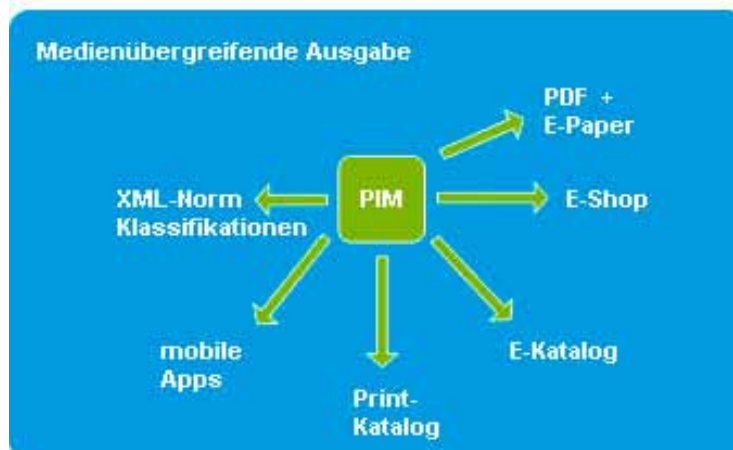 Medienübergreifende Ausgabe
PDF +
E-Paper
XML-Norm
Klassifikationen
PIM
E-Shop
mobile
Apps
E-Katalog
Print-
Katalog